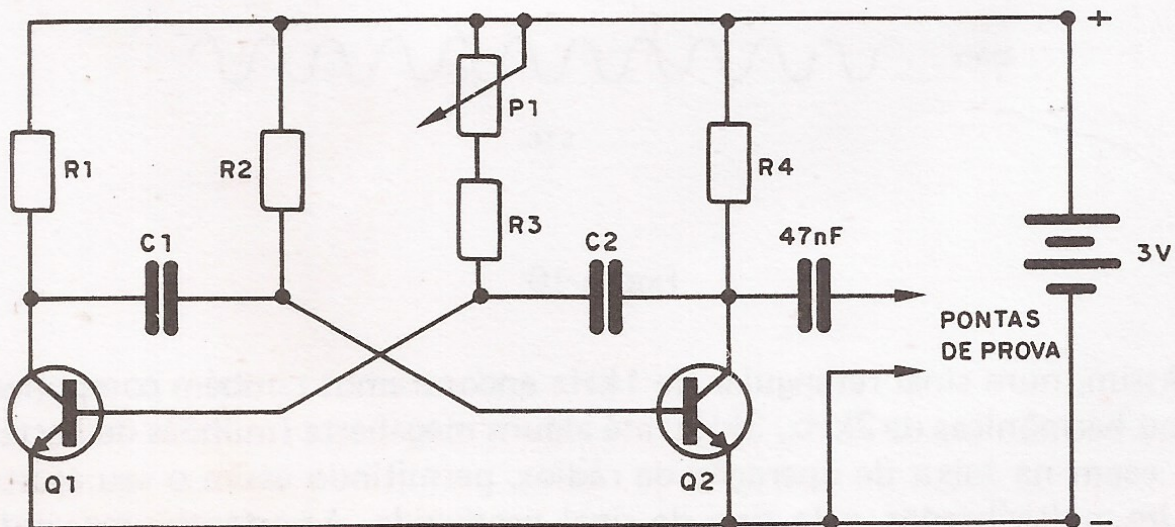 +
P1
R1
R2
R4
R3
C1
C2
47nF
3V
PONTAS
DE PROVA
Q1
Q2